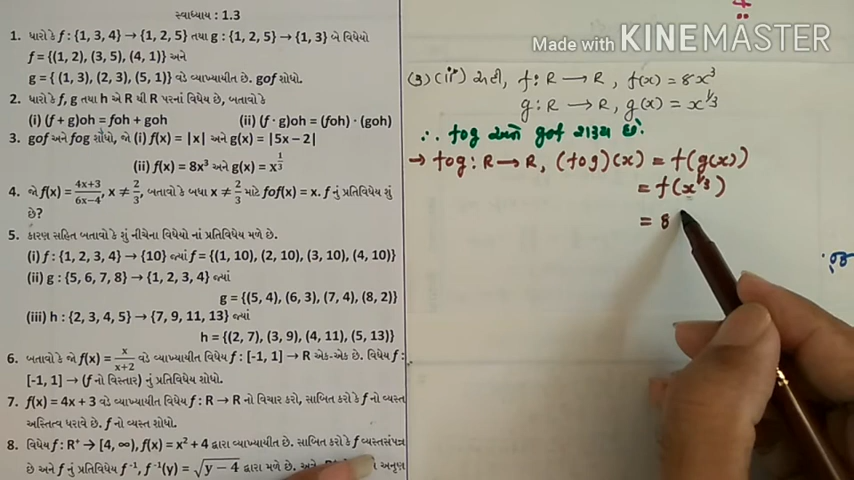 સ્વાધ્યાય : 1.3
1. ધારો કે f : {1, 3, 4} → {1, 2, 5} તથા g : {1, 2, 5} → {1, 3} બે વિધેયો
f = {(1, 2), (3, 5), (4, 1)} અને
g = { (1, 3), (2, 3), (5, 1)} વડે વ્યાખ્યાયીત છે. gof શોધો.
2. ધારોકે f, g તથા h એ R થી R પરનાં વિધેય છે, બતાવો કે
(i) (f + g)oh = foh + goh (ii) (f · g)oh = (foh) · (goh)
3. gof અને fog શોધો, જો (i) f(x) = |x| અને g(x) = |5x − 2|
(ii) f(x) = 8x³ અને g(x) = x^(1/3)
4. જો f(x) = (4x+3)/(6x−4), x ≠ 2/3, બતાવો કે બધા x ≠ 2/3 માટે fof(x) = x. f નું પ્રતિવિધેય શું
છે?
5. કારણ સહિત બતાવો કે શું નીચેના વિધેયો નાં પ્રતિવિધેય મળે છે.
(i) f : {1, 2, 3, 4} → {10} જ્યાં f = {(1, 10), (2, 10), (3, 10), (4, 10)}
(ii) g : {5, 6, 7, 8} → {1, 2, 3, 4} જ્યાં
g = {(5, 4), (6, 3), (7, 4), (8, 2)}
(iii) h : {2, 3, 4, 5} → {7, 9, 11, 13} જ્યાં
h = {(2, 7), (3, 9), (4, 11), (5, 13)}
6. બતાવો કે જો f(x) = x/(x+2) વડે વ્યાખ્યાયીત વિધેય f : [-1, 1] → R એક-એક છે. વિધેય f :
[-1, 1] → (f નો વિસ્તાર) નું પ્રતિવિધેય શોધો.
7. f(x) = 4x + 3 વડે વ્યાખ્યાયીત વિધેય f : R → R નો વિચાર કરો, સાબિત કરો કે f નો વ્યસ્ત
અસ્તિત્વ ધરાવે છે. f નો વ્યસ્ત શોધો.
8. વિધેય f : R⁺ → [4, ∞), f(x) = x² + 4 દ્વારા વ્યાખ્યાયીત છે. સાબિત કરો કે f વ્યસ્તસંપન્ન
છે અને f નું પ્રતિવિધેય f⁻¹, f⁻¹(y) = √(y − 4) દ્વારા મળે છે.
Made with KINEMASTER
(૩) (ii) અહીં, f : R → R, f(x) = 8x³
g : R → R, g(x) = x^(1/3)
∴ fog અને gof શક્ય છે.
→ fog : R → R, (fog)(x) = f(g(x))
= f(x^(1/3))
= 8